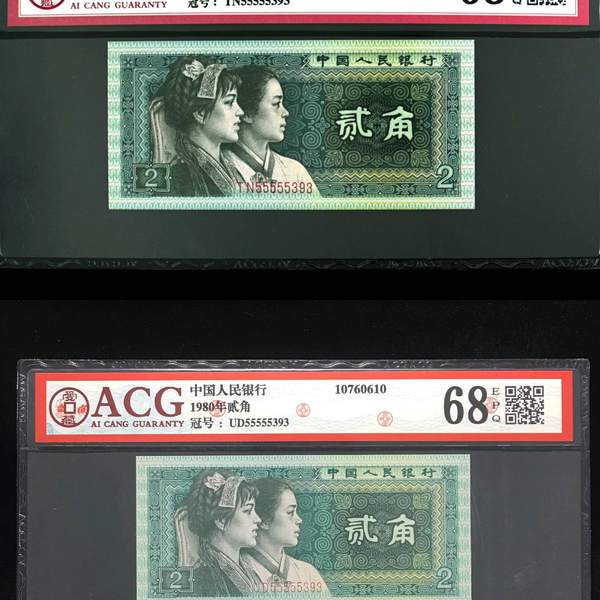 AI CANG GUARANTY
冠号: TN55555393
中国人民银行
贰角
TN55555393
2
2
ACG
AI CANG GUARANTY
中国人民银行 10760610
1980年贰角
冠号: UD55555393
68 EPQ
中国人民银行
贰角
UD55555393
2
2